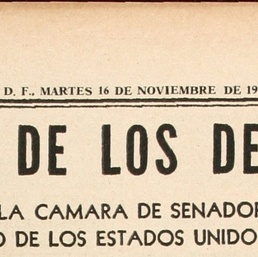 D. F., MARTES 16 DE NOVIEMBRE DE 19
DE LOS DE
LA CAMARA DE SENADOR
O DE LOS ESTADOS UNIDO